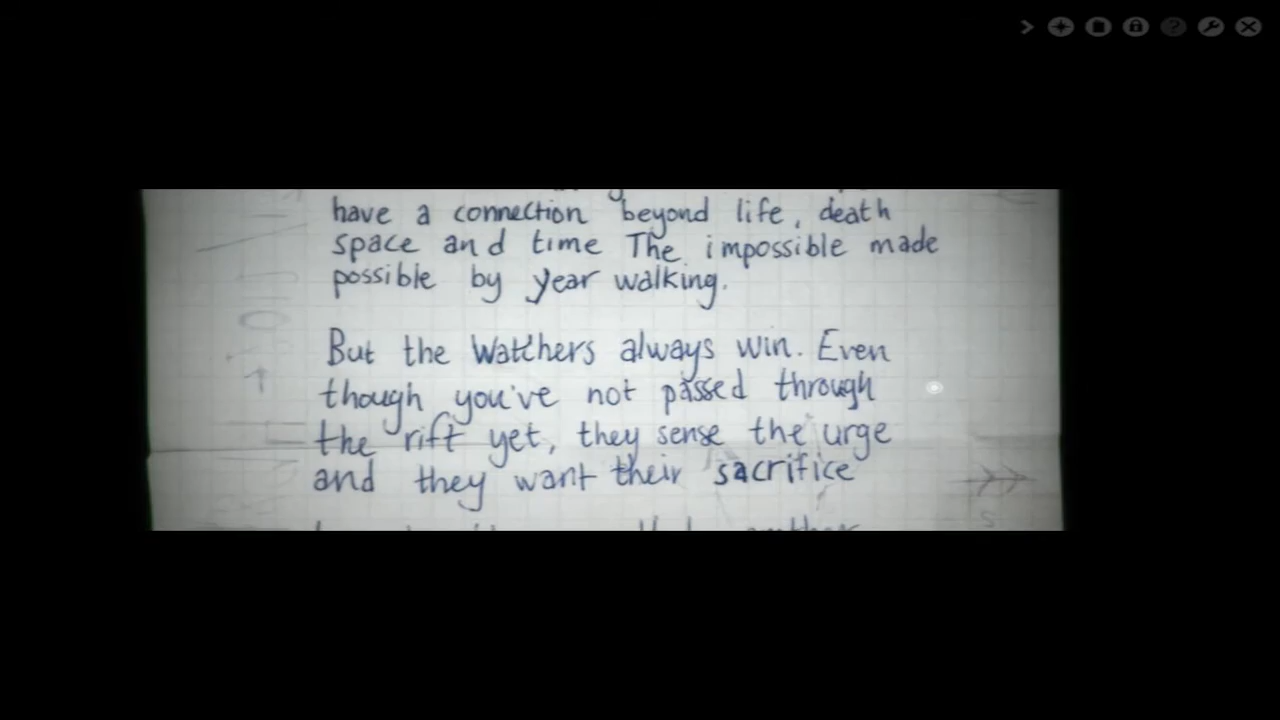 have a connection beyond life, death
space and time The impossible made
possible by year walking.
But the Watchers always win. Even
though you've not passed through
the rift yet, they sense the urge
and they want their sacrifice